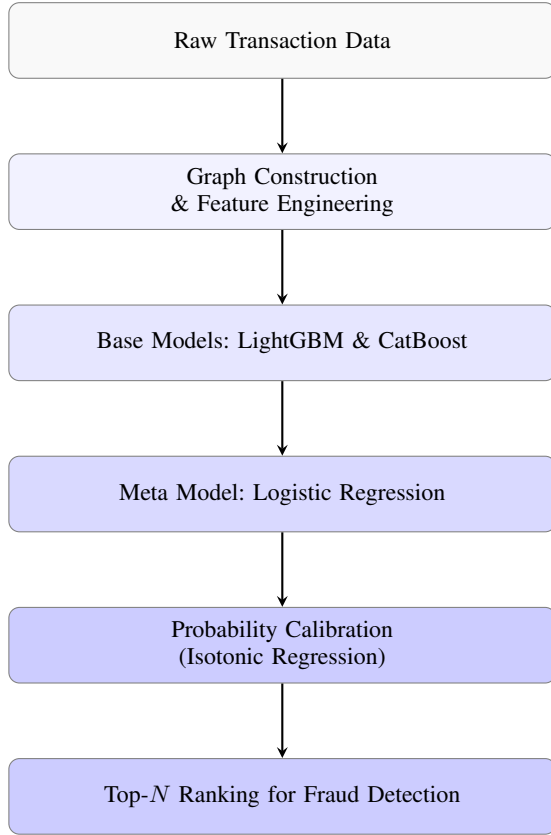 Raw Transaction Data
Graph Construction
& Feature Engineering
Base Models: LightGBM & CatBoost
Meta Model: Logistic Regression
Probability Calibration
(Isotonic Regression)
Top-N Ranking for Fraud Detection